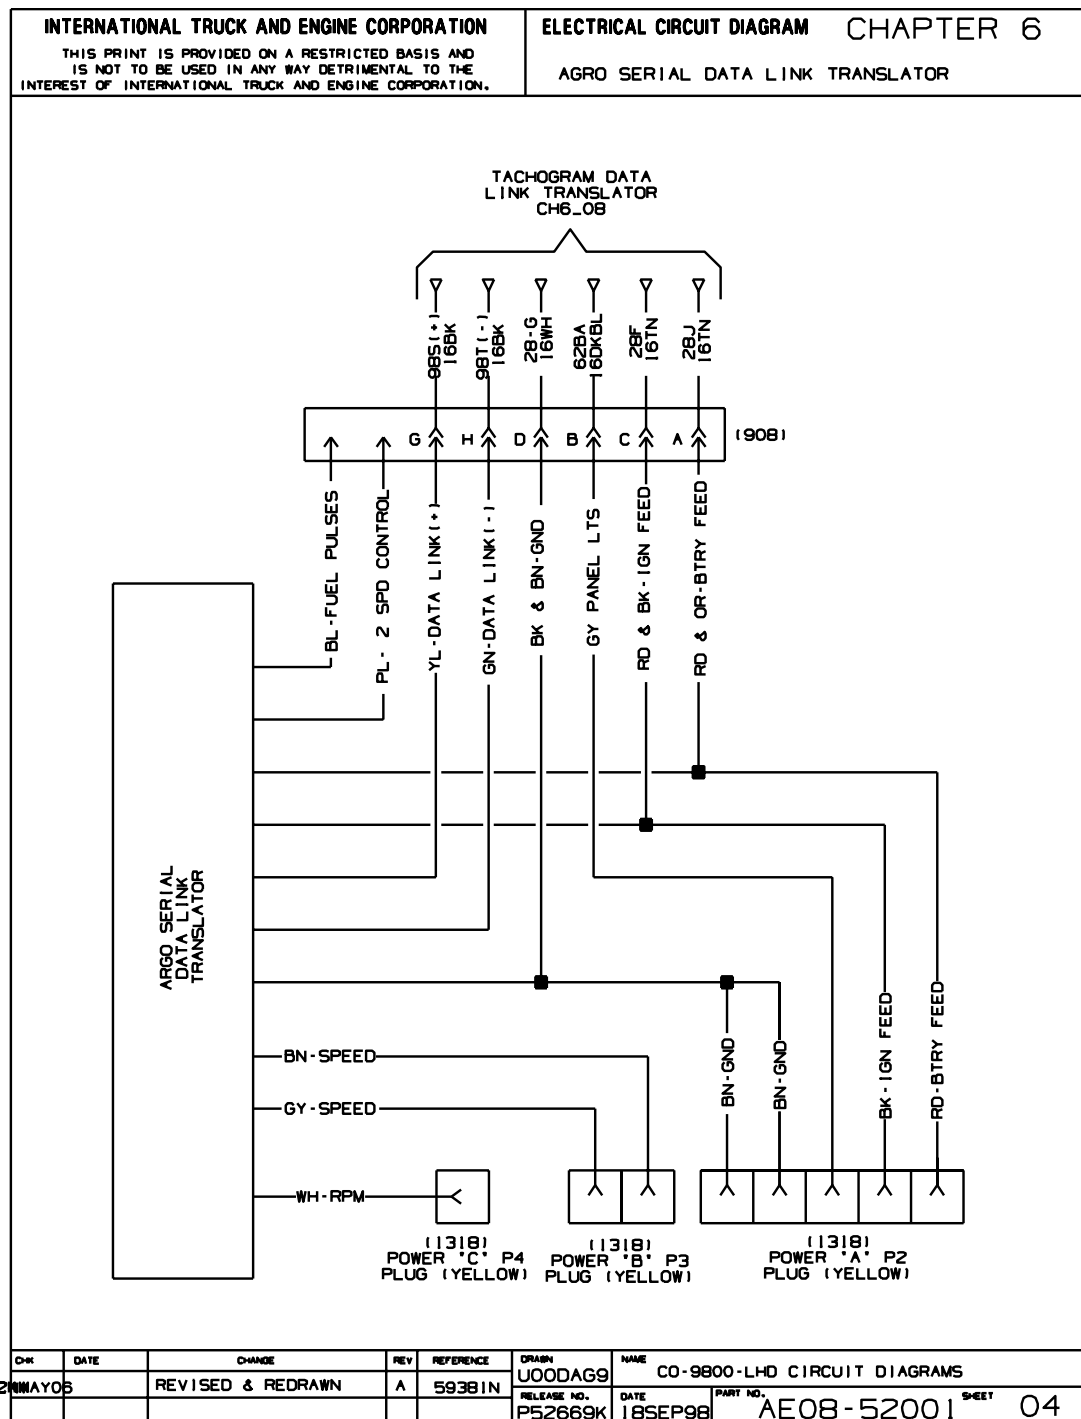 INTERNATIONAL TRUCK AND ENGINE CORPORATION
THIS PRINT IS PROVIDED ON A RESTRICTED BASIS AND
IS NOT TO BE USED IN ANY WAY DETRIMENTAL TO THE
INTEREST OF INTERNATIONAL TRUCK AND ENGINE CORPORATION.
ELECTRICAL CIRCUIT DIAGRAM CHAPTER 6
AGRO SERIAL DATA LINK TRANSLATOR
TACHOGRAM DATA
LINK TRANSLATOR
CH6_08
98S(+)
16BK
98T(-)
16BK
28-G
16WH
62BA
16DKBL
28F
16TN
28J
16TN
G
H
D
B
C
A
(908)
BL-FUEL PULSES
PL- 2 SPD CONTROL
YL-DATA LINK(+)
GN-DATA LINK(-)
BK & BN-GND
GY PANEL LTS
RD & BK-IGN FEED
RD & OR-BTRY FEED
ARGO SERIAL
DATA LINK
TRANSLATOR
BN-SPEED
GY-SPEED
WH-RPM
BN-GND
BN-GND
BK-IGN FEED
RD-BTRY FEED
(1318)
POWER "C" P4
PLUG (YELLOW)
(1318)
POWER "B" P3
PLUG (YELLOW)
(1318)
POWER "A" P2
PLUG (YELLOW)
CHK DATE CHANGE REV REFERENCE
MAY06 REVISED & REDRAWN A 59381N
DRAWN
U00DAG9
NAME
CO-9800-LHD CIRCUIT DIAGRAMS
RELEASE NO.
P52669K
DATE
18SEP98
PART NO.
AE08-52001
SHEET
04